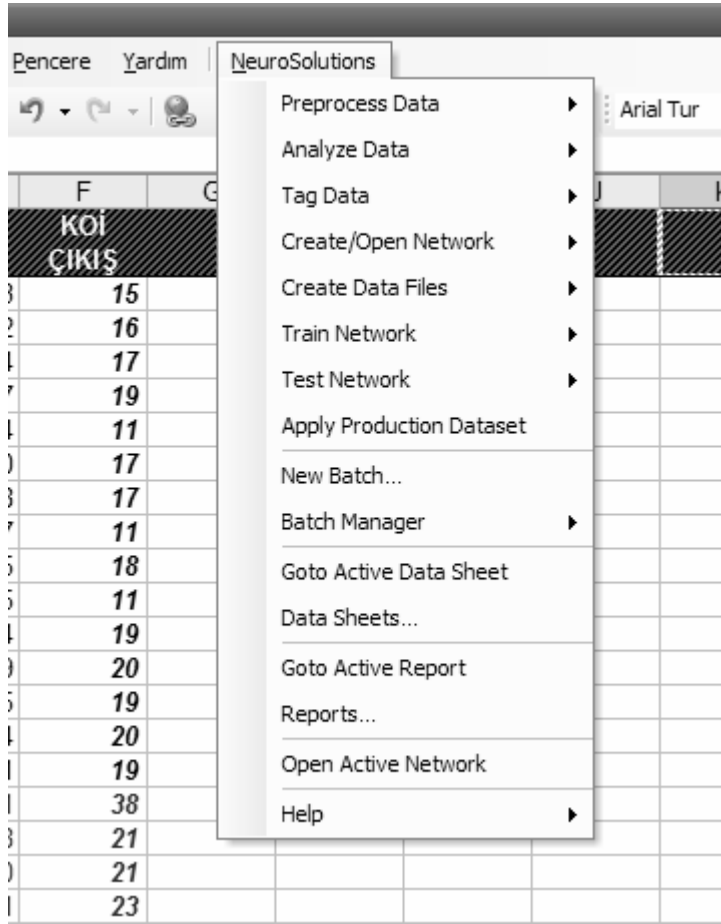 Pencere Yardım NeuroSolutions
Preprocess Data
Arial Tur
Analyze Data
Tag Data
Create/Open Network
Create Data Files
Train Network
Test Network
Apply Production Dataset
New Batch...
Batch Manager
Goto Active Data Sheet
Data Sheets...
Goto Active Report
Reports...
Open Active Network
Help
F
KOİ
ÇIKIŞ
15
16
17
19
11
17
17
11
18
11
19
20
19
20
19
38
21
21
23